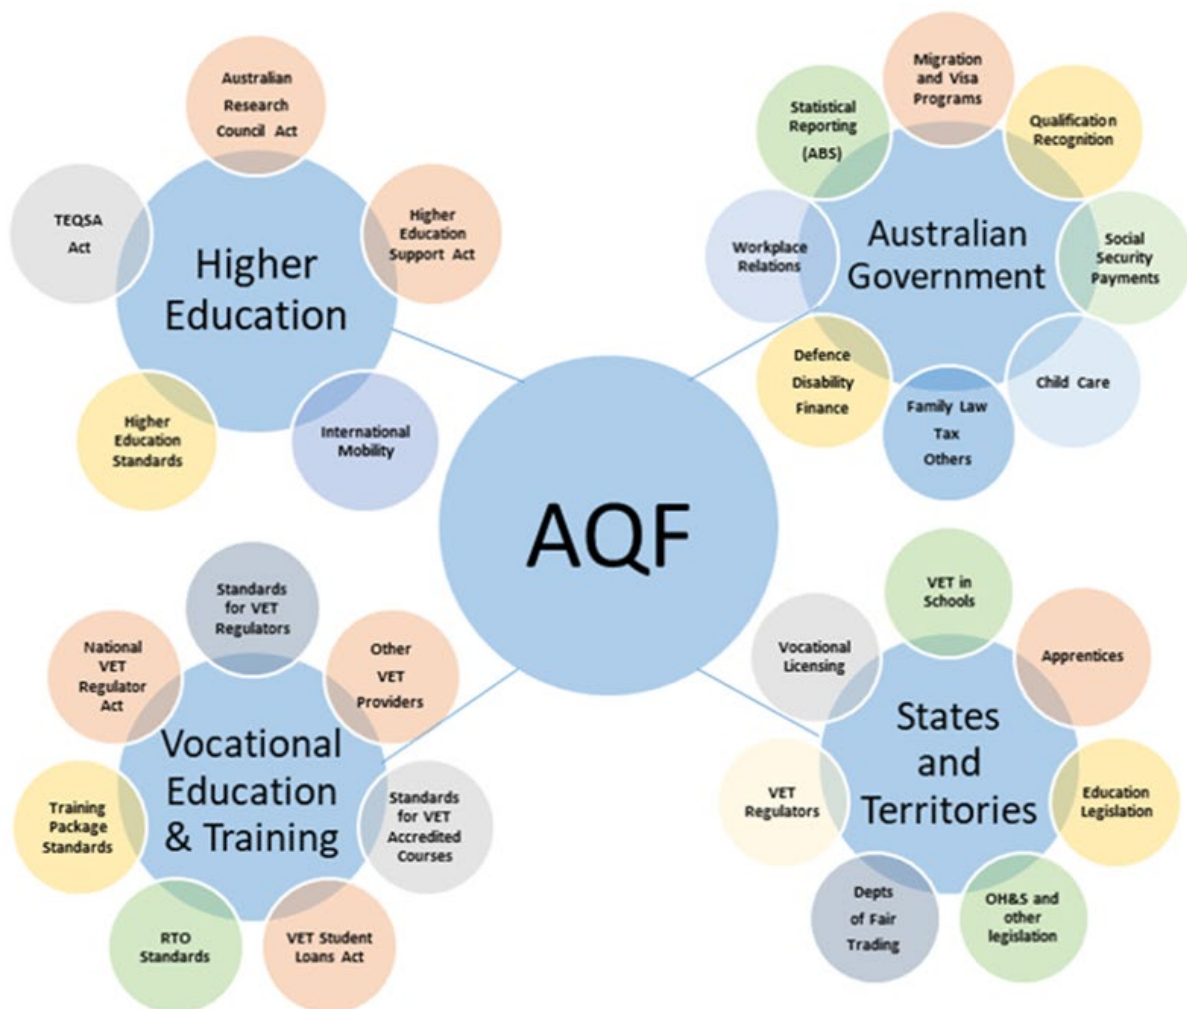 Australian
Research
Council Act
TEQSA
Act
Higher
Education
Support Act
Higher
Education
Higher
Education
Standards
International
Mobility
Migration
and Visa
Programs
Statistical
Reporting
(ABS)
Qualification
Recognition
Workplace
Relations
Australian
Government
Social
Security
Payments
Defence
Disability
Finance
Family Law
Tax
Others
Child Care
AQF
Standards
for VET
Regulators
National
VET
Regulator
Act
Other
VET
Providers
Vocational
Education
& Training
Training
Package
Standards
Standards
for VET
Accredited
Courses
RTO
Standards
VET Student
Loans Act
VET in
Schools
Vocational
Licensing
Apprentices
States
and
Territories
VET
Regulators
Education
Legislation
Depts
of Fair
Trading
OH&S and
other
legislation